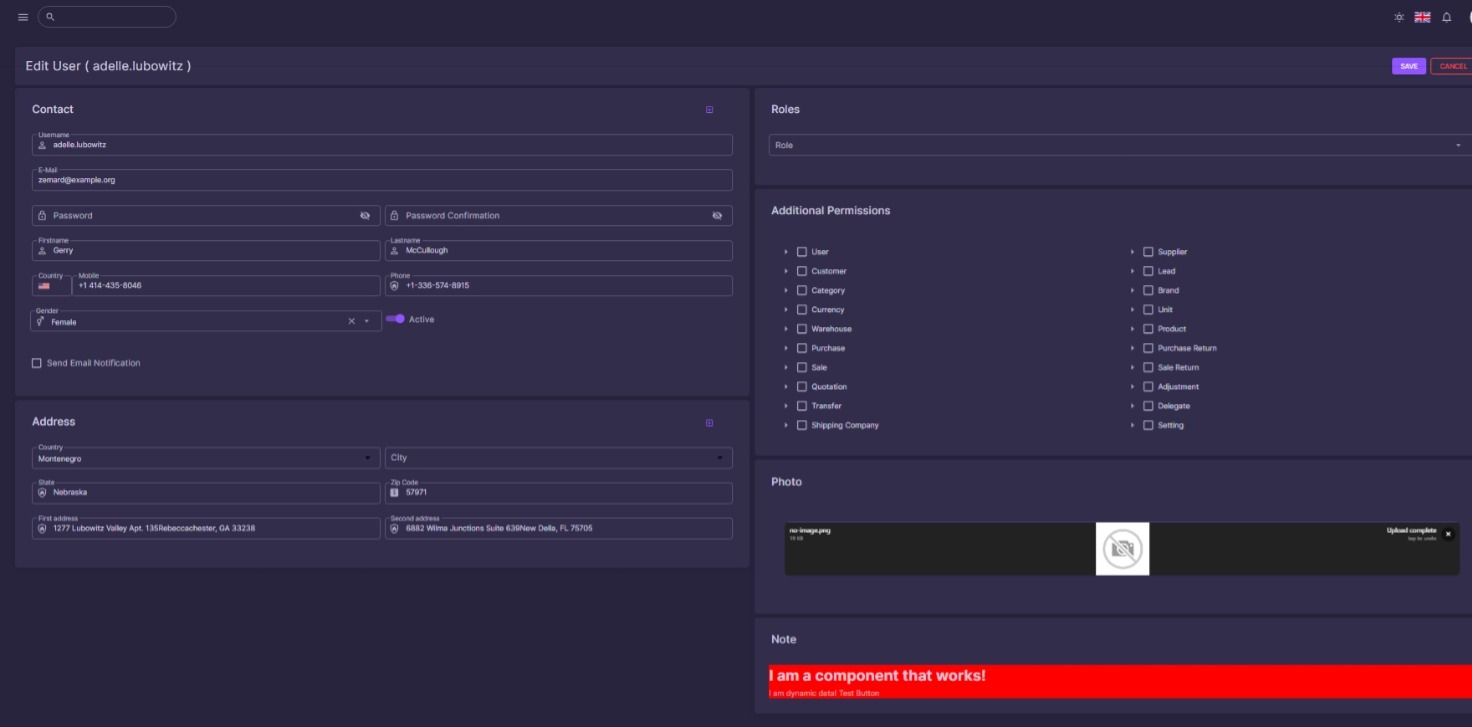 Edit User ( adelle.lubowitz )
SAVE
CANCEL
Contact
Username
adelle.lubowitz
E-Mail
zemard@example.org
Password
Password Confirmation
Firstname
Gerry
Lastname
McCullough
Country
Mobile
+1 414-435-8046
Phone
+1-336-574-8915
Gender
Female
Active
Send Email Notification
Address
Country
Montenegro
City
State
Nebraska
Zip Code
57971
First address
1277 Lubowitz Valley Apt. 135Rebeccachester, GA 33238
Second address
6882 Wilma Junctions Suite 639New Della, FL 75705
Roles
Role
Additional Permissions
User
Customer
Category
Currency
Warehouse
Purchase
Sale
Quotation
Transfer
Shipping Company
Supplier
Lead
Brand
Unit
Product
Purchase Return
Sale Return
Adjustment
Delegate
Setting
Photo
no-image.png
Upload complete
tap to undo
Note
I am a component that works!
I am dynamic data! Test Button